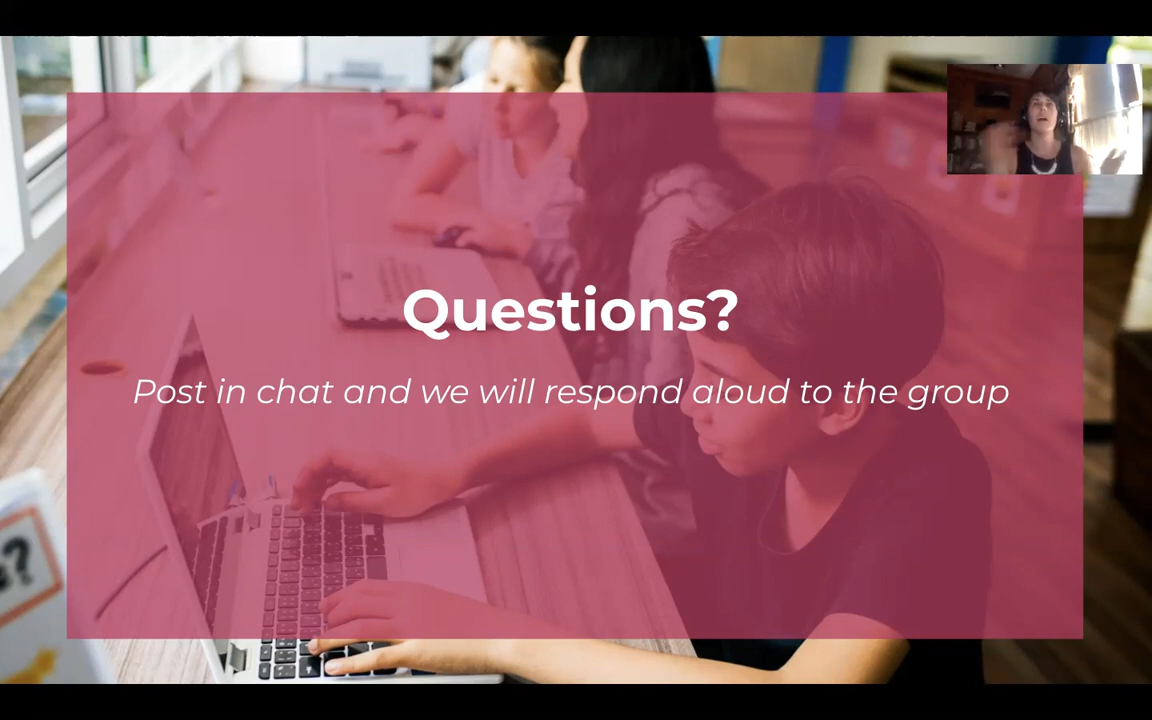 Questions?
Post in chat and we will respond aloud to the group
?